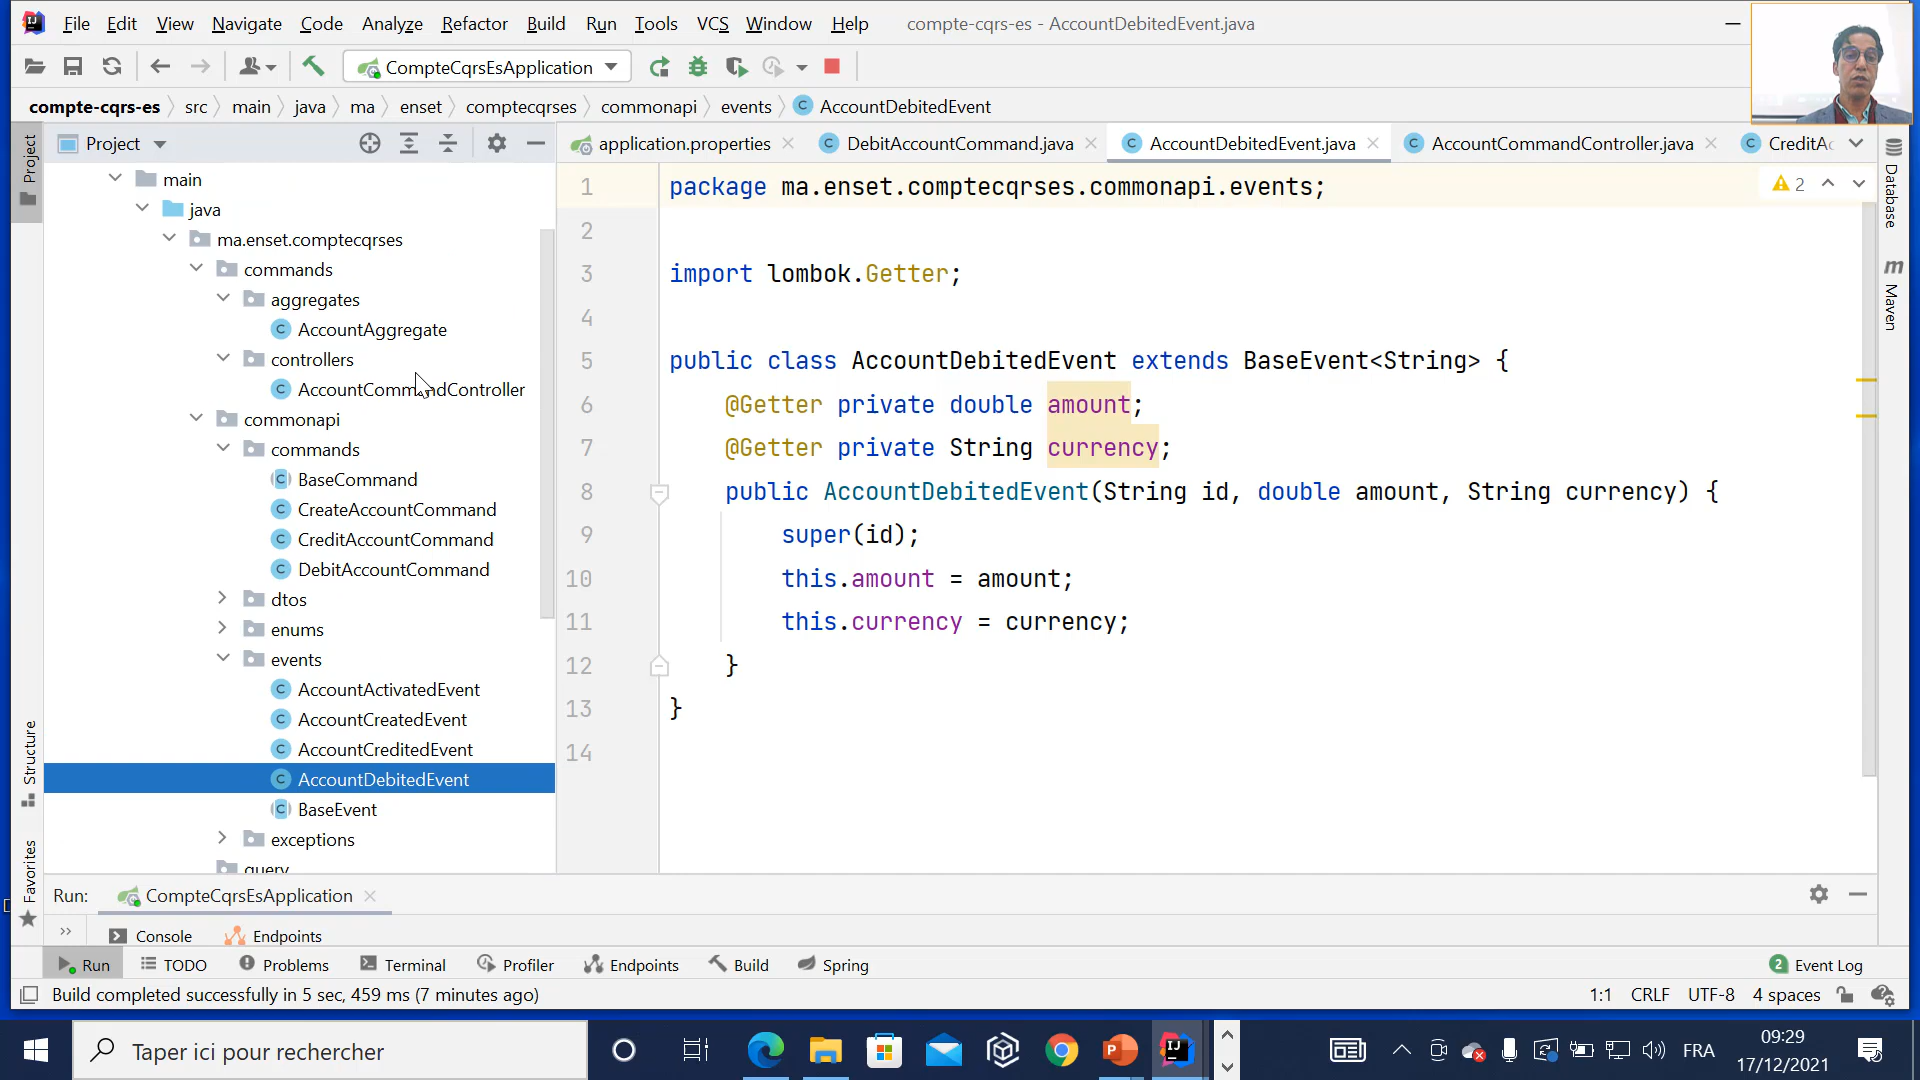 File Edit View Navigate Code Analyze Refactor Build Run Tools VCS Window Help compte-cqrs-es - AccountDebitedEvent.java
CompteCqrsEsApplication
compte-cqrs-es src main java ma enset comptecqrses commonapi events AccountDebitedEvent
Project
application.properties DebitAccountCommand.java AccountDebitedEvent.java AccountCommandController.java CreditAc
Project
Structure
Favorites
main
java
ma.enset.comptecqrses
commands
aggregates
AccountAggregate
controllers
AccountCommandController
commonapi
commands
BaseCommand
CreateAccountCommand
CreditAccountCommand
DebitAccountCommand
dtos
enums
events
AccountActivatedEvent
AccountCreatedEvent
AccountCreditedEvent
AccountDebitedEvent
BaseEvent
exceptions
query
1 package ma.enset.comptecqrses.commonapi.events;
2
3 import lombok.Getter;
4
5 public class AccountDebitedEvent extends BaseEvent<String> {
6 @Getter private double amount;
7 @Getter private String currency;
8 public AccountDebitedEvent(String id, double amount, String currency) {
9 super(id);
10 this.amount = amount;
11 this.currency = currency;
12 }
13 }
14
2
Database
Maven
Run: CompteCqrsEsApplication
Console Endpoints
Run TODO Problems Terminal Profiler Endpoints Build Spring 2 Event Log
Build completed successfully in 5 sec, 459 ms (7 minutes ago) 1:1 CRLF UTF-8 4 spaces
Taper ici pour rechercher
FRA
09:29
17/12/2021